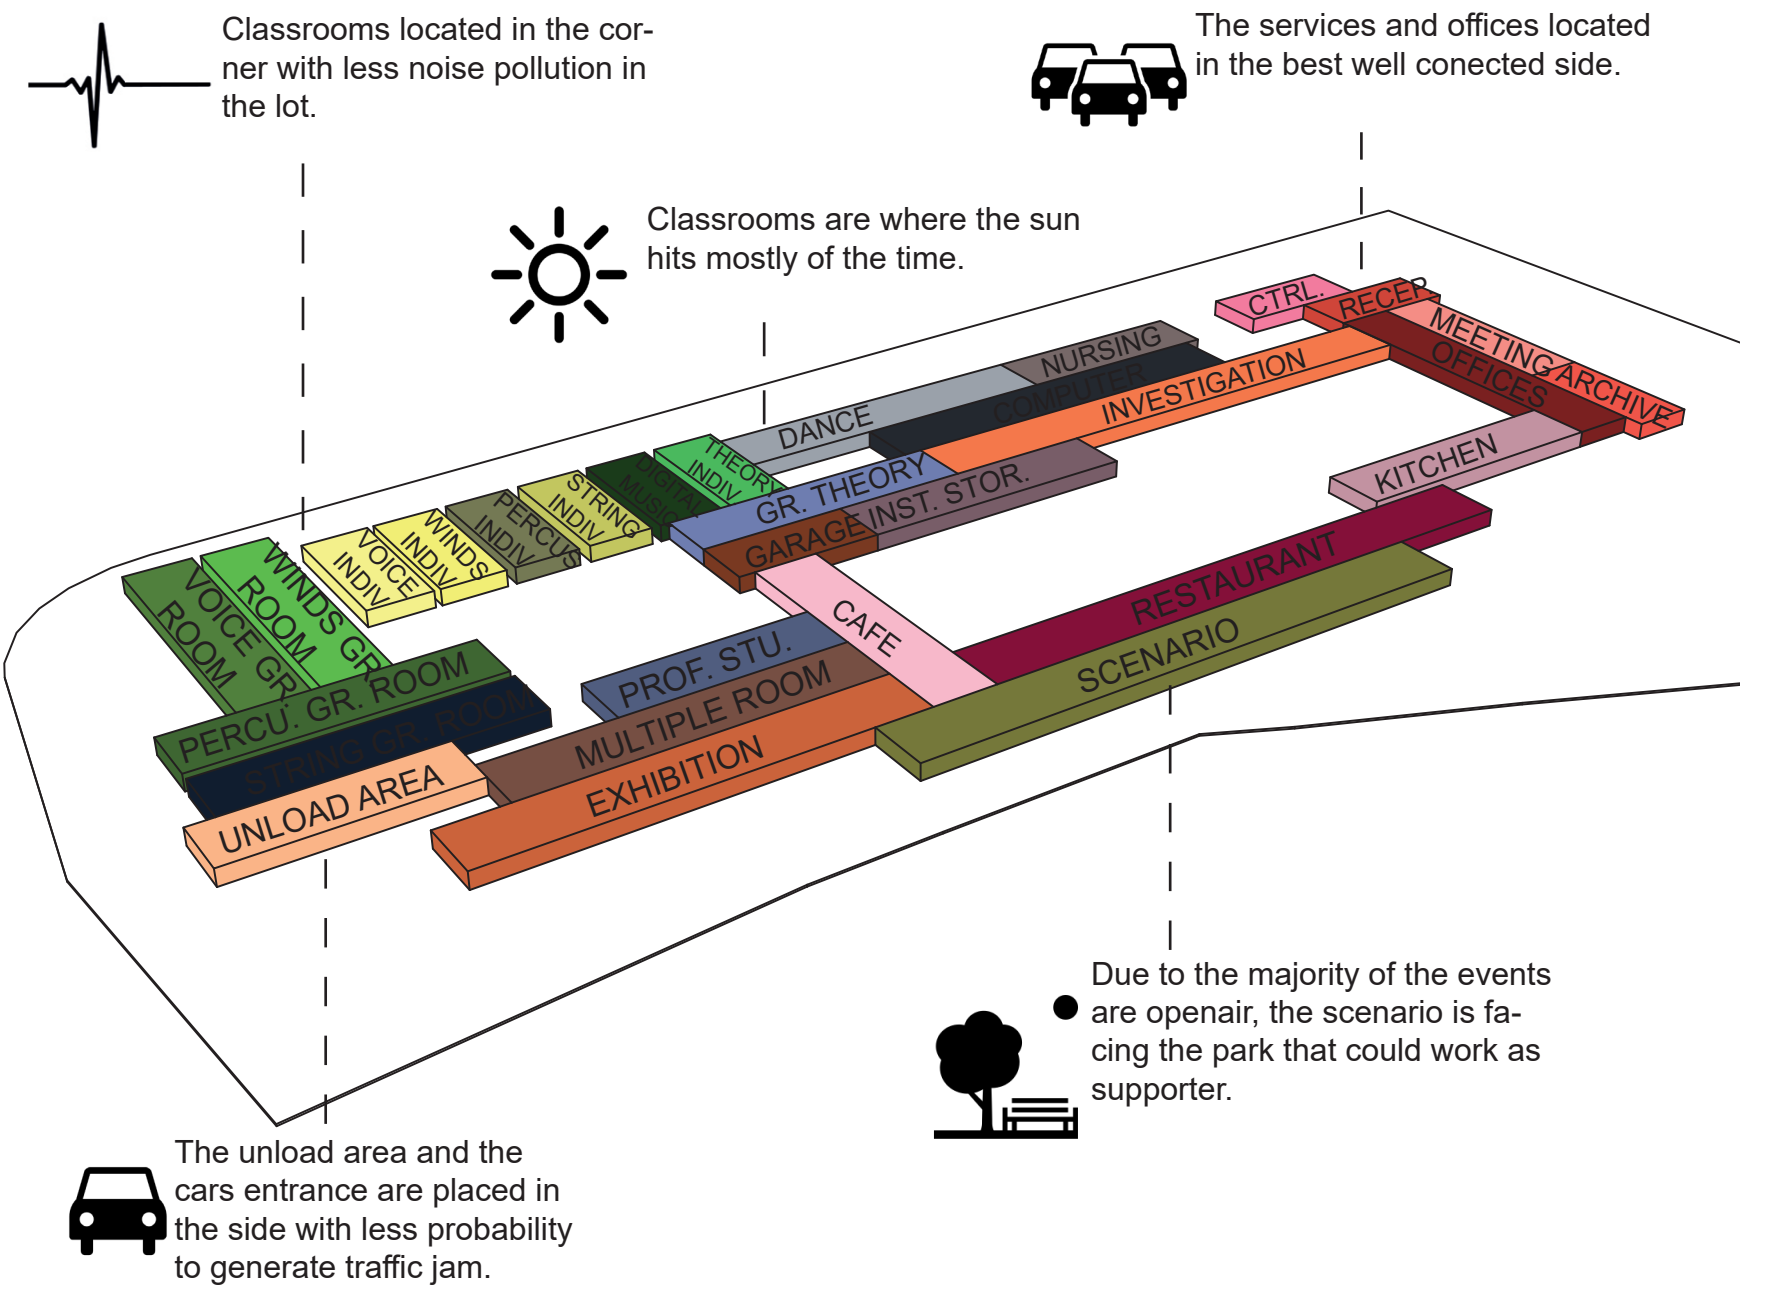 Classrooms located in the cor-
ner with less noise pollution in
the lot.
The services and offices located
in the best well conected side.
Classrooms are where the sun
hits mostly of the time.
CTRL.
RECEP
MEETING
ARCHIVE
OFFICES
NURSING
COMPUTER
INVESTIGATION
DANCE
KITCHEN
THEORY
INDIV
DIGITAL
MUSIC
STRING
INDIV
PERCUS
INDIV
WINDS
INDIV
VOICE
INDIV
GR. THEORY
INST. STOR.
GARAGE
WINDS GR.
ROOM
VOICE GR.
ROOM
CAFE
RESTAURANT
SCENARIO
PROF. STU.
PERCU. GR. ROOM
STRING GR. ROOM
MULTIPLE ROOM
UNLOAD AREA
EXHIBITION
Due to the majority of the events
are openair, the scenario is fa-
cing the park that could work as
supporter.
The unload area and the
cars entrance are placed in
the side with less probability
to generate traffic jam.